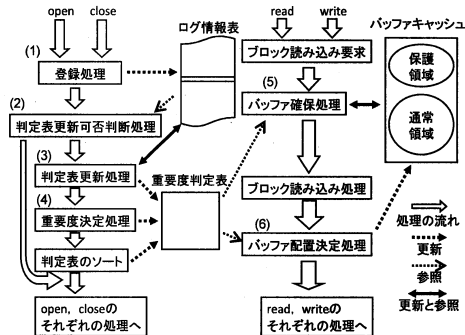 open close
(1)
登録処理
(2)
判定表更新可否判断処理
(3)
判定表更新処理
(4)
重要度決定処理
判定表のソート
open, closeの
それぞれの処理へ
ログ情報表
重要度判定表
read write
ブロック読み込み要求
(5)
バッファ確保処理
ブロック読み込み処理
(6)
バッファ配置決定処理
read, writeの
それぞれの処理へ
バッファキャッシュ
保護
領域
通常
領域
処理の流れ
更新
参照
更新と参照